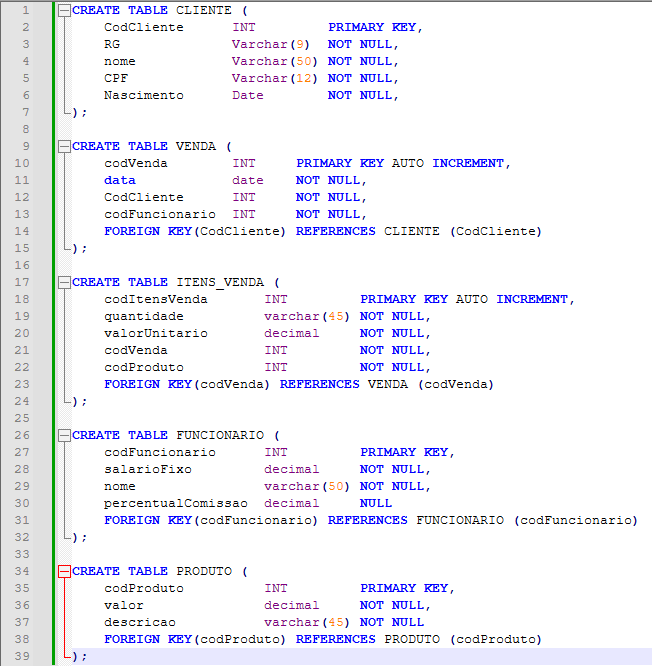 1 CREATE TABLE CLIENTE (
2 CodCliente INT PRIMARY KEY,
3 RG Varchar(9) NOT NULL,
4 nome Varchar(50) NOT NULL,
5 CPF Varchar(12) NOT NULL,
6 Nascimento Date NOT NULL,
7 );
8
9 CREATE TABLE VENDA (
10 codVenda INT PRIMARY KEY AUTO INCREMENT,
11 data date NOT NULL,
12 CodCliente INT NOT NULL,
13 codFuncionario INT NOT NULL,
14 FOREIGN KEY(CodCliente) REFERENCES CLIENTE (CodCliente)
15 );
16
17 CREATE TABLE ITENS_VENDA (
18 codItensVenda INT PRIMARY KEY AUTO INCREMENT,
19 quantidade varchar(45) NOT NULL,
20 valorUnitario decimal NOT NULL,
21 codVenda INT NOT NULL,
22 codProduto INT NOT NULL,
23 FOREIGN KEY(codVenda) REFERENCES VENDA (codVenda)
24 );
25
26 CREATE TABLE FUNCIONARIO (
27 codFuncionario INT PRIMARY KEY,
28 salarioFixo decimal NOT NULL,
29 nome varchar(50) NOT NULL,
30 percentualComissao decimal NULL
31 FOREIGN KEY(codFuncionario) REFERENCES FUNCIONARIO (codFuncionario)
32 );
33
34 CREATE TABLE PRODUTO (
35 codProduto INT PRIMARY KEY,
36 valor decimal NOT NULL,
37 descricao varchar(45) NOT NULL
38 FOREIGN KEY(codProduto) REFERENCES PRODUTO (codProduto)
39 );